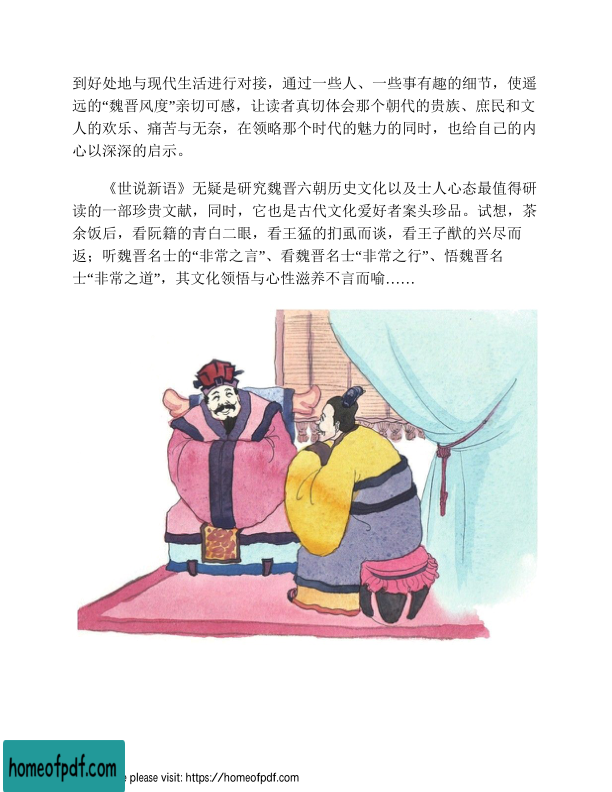 到好处地与现代生活进行对接，通过一些人、一些事有趣的细节，使遥
远的“魏晋风度”亲切可感，让读者真切体会那个朝代的贵族、庶民和文
人的欢乐、痛苦与无奈，在领略那个时代的魅力的同时，也给自己的内
心以深深的启示。
《世说新语》无疑是研究魏晋六朝历史文化以及士人心态最值得研
读的一部珍贵文献，同时，它也是古代文化爱好者案头珍品。试想，茶
余饭后，看阮籍的青白二眼，看王猛的扪虱而谈，看王子猷的兴尽而
返；听魏晋名士的“非常之言”、看魏晋名士“非常之行”、悟魏晋名
士“非常之道”，其文化领悟与心性滋养不言而喻……
homeofpdf.com
e please visit: https://homeofpdf.com